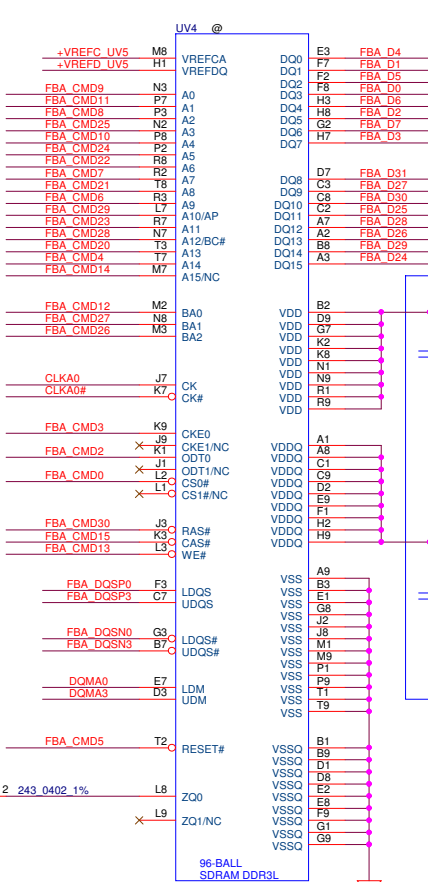 UV4 @
+VREFC_UV5 M8 VREFCA
+VREFD_UV5 H1 VREFDQ
FBA_CMD9 N3 A0
FBA_CMD11 P7 A1
FBA_CMD8 P3 A2
FBA_CMD25 N2 A3
FBA_CMD10 P8 A4
FBA_CMD24 P2 A5
FBA_CMD22 R8 A6
FBA_CMD7 R2 A7
FBA_CMD21 T8 A8
FBA_CMD6 R3 A9
FBA_CMD29 L7 A10/AP
FBA_CMD23 R7 A11
FBA_CMD28 N7 A12/BC#
FBA_CMD20 T3 A13
FBA_CMD4 T7 A14
FBA_CMD14 M7 A15/NC
FBA_CMD12 M2 BA0
FBA_CMD27 N8 BA1
FBA_CMD26 M3 BA2
CLKA0 J7 CK
CLKA0# K7 CK#
FBA_CMD3 K9 CKE0
J9 CKE1/NC
FBA_CMD2 K1 ODT0
J1 ODT1/NC
FBA_CMD0 L2 CS0#
L1 CS1#/NC
FBA_CMD30 J3 RAS#
FBA_CMD15 K3 CAS#
FBA_CMD13 L3 WE#
FBA_DQSP0 F3 LDQS
FBA_DQSP3 C7 UDQS
FBA_DQSN0 G3 LDQS#
FBA_DQSN3 B7 UDQS#
DQMA0 E7 LDM
DQMA3 D3 UDM
FBA_CMD5 T2 RESET#
2 243_0402_1% L8 ZQ0
L9 ZQ1/NC
DQ0 E3 FBA_D4
DQ1 F7 FBA_D1
DQ2 F2 FBA_D5
DQ3 F8 FBA_D0
DQ4 H3 FBA_D6
DQ5 H8 FBA_D2
DQ6 G2 FBA_D7
DQ7 H7 FBA_D3
DQ8 D7 FBA_D31
DQ9 C3 FBA_D27
DQ10 C8 FBA_D30
DQ11 C2 FBA_D25
DQ12 A7 FBA_D28
DQ13 A2 FBA_D26
DQ14 B8 FBA_D29
DQ15 A3 FBA_D24
VDD B2
VDD D9
VDD G7
VDD K2
VDD K8
VDD N1
VDD N9
VDD R1
VDD R9
VDDQ A1
VDDQ A8
VDDQ C1
VDDQ C9
VDDQ D2
VDDQ E9
VDDQ F1
VDDQ H2
VDDQ H9
VSS A9
VSS B3
VSS E1
VSS G8
VSS J2
VSS J8
VSS M1
VSS M9
VSS P1
VSS P9
VSS T1
VSS T9
VSSQ B1
VSSQ B9
VSSQ D1
VSSQ D8
VSSQ E2
VSSQ E8
VSSQ F9
VSSQ G1
VSSQ G9
96-BALL
SDRAM DDR3L